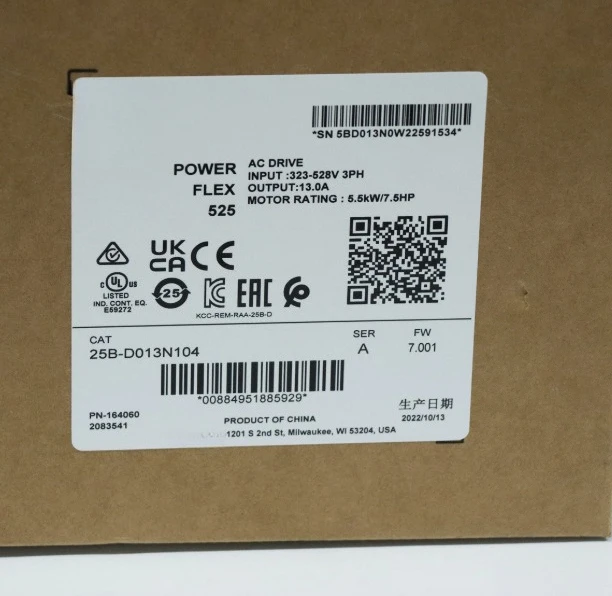 *SN 5BD013N0W22591534*
POWER
FLEX
525
AC DRIVE
INPUT :323-528V 3PH
OUTPUT:13.0A
MOTOR RATING : 5.5kW/7.5HP
UK
CA CE
C UL US
LISTED
IND. CONT. EQ.
E59272
25
EAC
KCC-REM-RAA-25B-D
CAT
25B-D013N104
SER
A
FW
7.001
*00884951885929*
PN-164060
2083541
生产日期
2022/10/13
PRODUCT OF CHINA
1201 S 2nd St, Milwaukee, WI 53204, USA